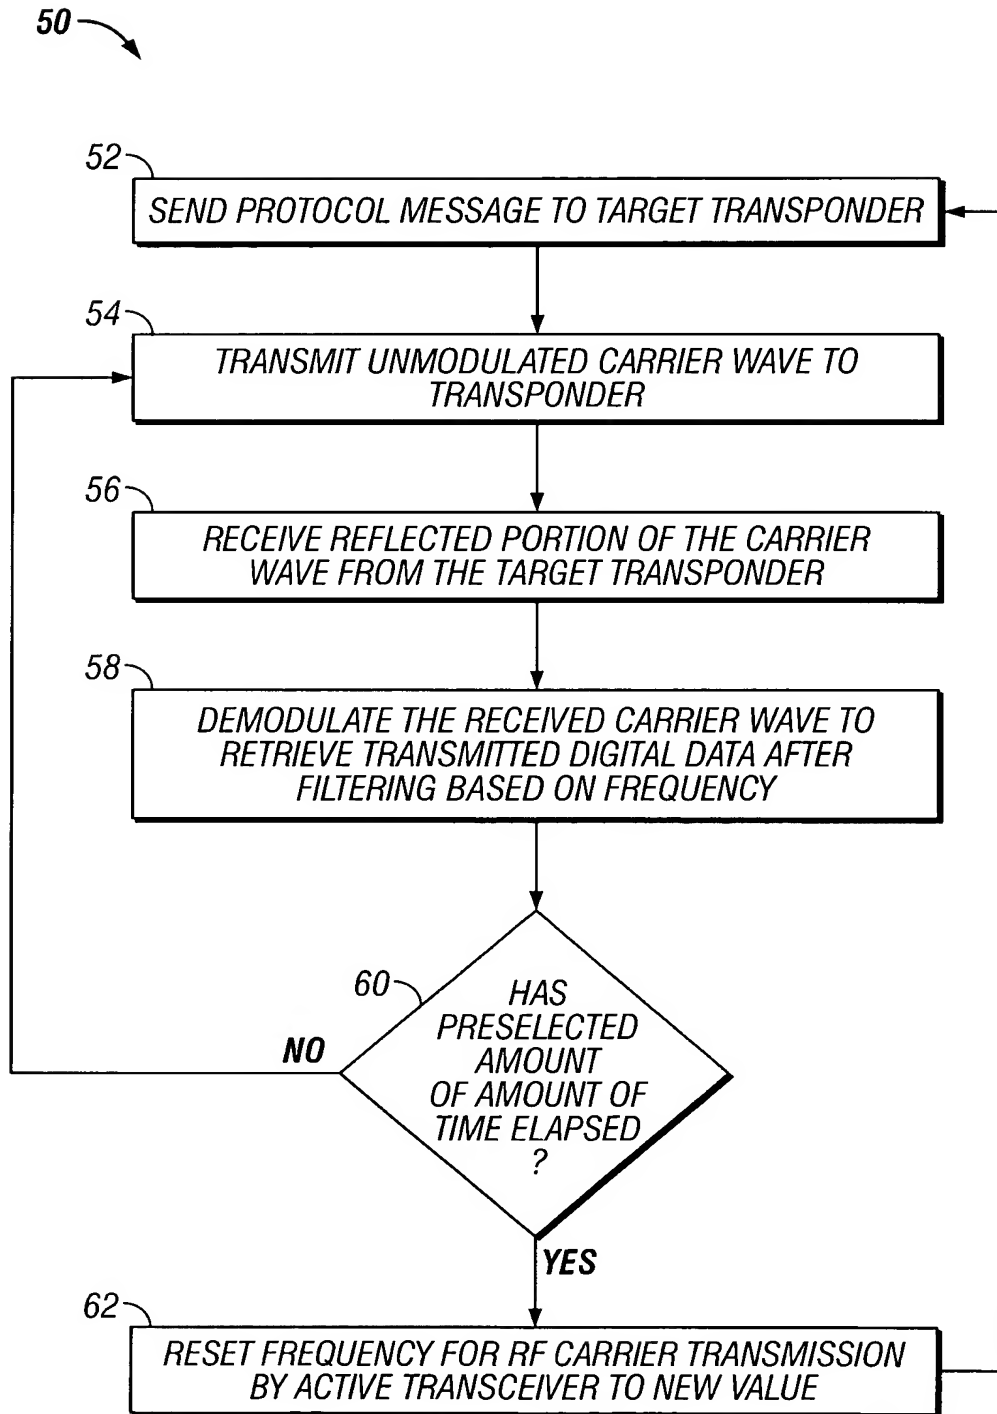 50
52
SEND PROTOCOL MESSAGE TO TARGET TRANSPONDER
54
TRANSMIT UNMODULATED CARRIER WAVE TO
TRANSPONDER
56
RECEIVE REFLECTED PORTION OF THE CARRIER
WAVE FROM THE TARGET TRANSPONDER
58
DEMODULATE THE RECEIVED CARRIER WAVE TO
RETRIEVE TRANSMITTED DIGITAL DATA AFTER
FILTERING BASED ON FREQUENCY
60
HAS
PRESELECTED
AMOUNT
OF AMOUNT OF
TIME ELAPSED
?
NO
YES
62
RESET FREQUENCY FOR RF CARRIER TRANSMISSION
BY ACTIVE TRANSCEIVER TO NEW VALUE